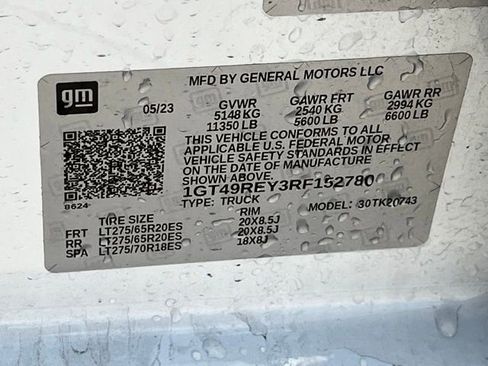 MFD BY GENERAL MOTORS LLC
gm
05/23 GVWR GAWR FRT GAWR RR
5148 KG 2540 KG 2994 KG
11350 LB 5600 LB 6600 LB
THIS VEHICLE CONFORMS TO ALL
APPLICABLE U.S. FEDERAL MOTOR
VEHICLE SAFETY STANDARDS IN EFFECT
ON THE DATE OF MANUFACTURE
SHOWN ABOVE.
1GT49REY3RF152780
0624
TYPE: TRUCK MODEL: 30TK20743
TIRE SIZE RIM
FRT LT275/65R20ES 20X8.5J
RR LT275/65R20ES 20X8.5J
SPA LT275/70R18ES 18X8J